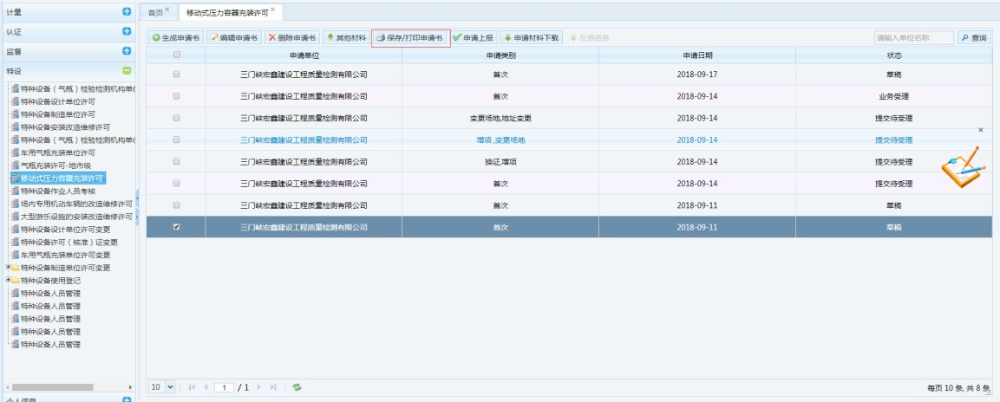 计量
认证
监督
特设
特种设备（气瓶）检验检测机构单位
特种设备设计单位许可
特种设备制造单位许可
特种设备安装改造维修许可
特种设备（气瓶）检验检测机构单位
车用气瓶充装单位许可
气瓶充装许可-地市级
移动式压力容器充装许可
特种设备作业人员考核
场内专用机动车辆的改造维修许可
大型游乐设施的安装改造维修许可
特种设备设计单位许可变更
特种设备许可（核准）证变更
车用气瓶充装单位许可变更
特种设备制造单位许可变更
特种设备使用登记
特种设备人员管理
特种设备人员管理
特种设备人员管理
特种设备人员管理
特种设备人员管理
个人信息
首页 移动式压力容器充装许可
生成申请书 编辑申请书 删除申请书 其他材料 保存/打印申请书 申请上报 申请材料下载 反馈信息 请输入单位名称 查询
申请单位 申请类别 申请日期 状态
三门峡宏鑫建设工程质量检测有限公司 首次 2018-09-17 草稿
三门峡宏鑫建设工程质量检测有限公司 首次 2018-09-14 业务受理
三门峡宏鑫建设工程质量检测有限公司 变更场地,地址变更 2018-09-14 提交待受理
三门峡宏鑫建设工程质量检测有限公司 增项,变更场地 2018-09-14 提交待受理
三门峡宏鑫建设工程质量检测有限公司 换证,增项 2018-09-14 提交待受理
三门峡宏鑫建设工程质量检测有限公司 首次 2018-09-14 提交待受理
三门峡宏鑫建设工程质量检测有限公司 首次 2018-09-11 草稿
三门峡宏鑫建设工程质量检测有限公司 首次 2018-09-11 草稿
10 1 / 1 每页 10 条, 共 8 条